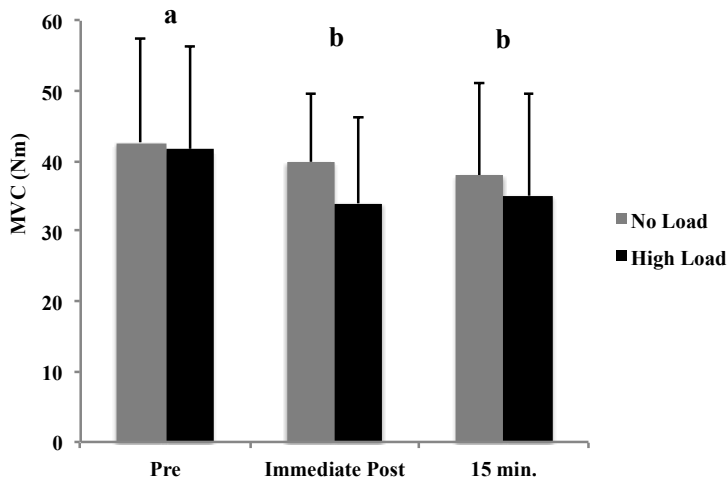 60
50
40
30
20
10
0
MVC (Nm)
a
b
b
Pre
Immediate Post
15 min.
No Load
High Load